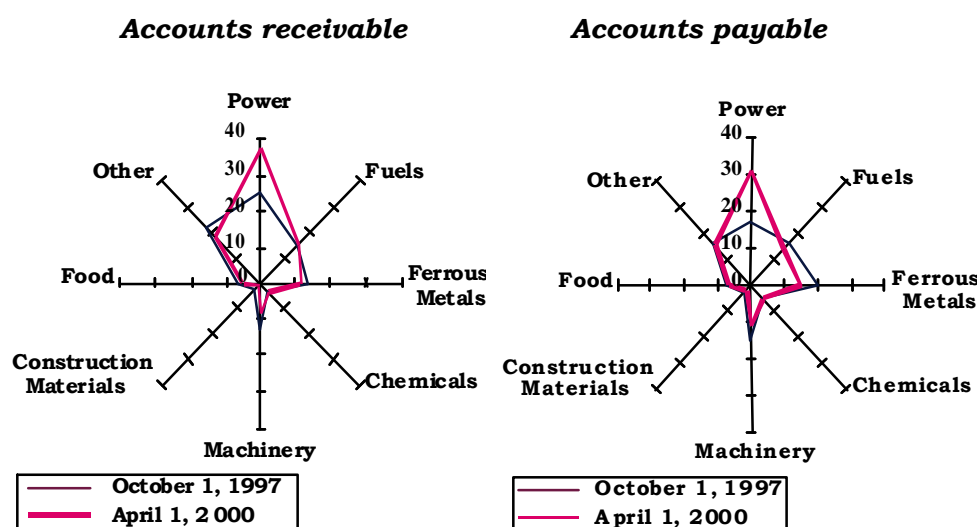 Accounts receivable
Power
40
30
20
10
0
Other
Fuels
Food
Ferrous
Metals
Construction
Materials
Chemicals
Machinery
October 1, 1997
April 1, 2000
Accounts payable
Power
40
30
20
10
0
Other
Fuels
Food
Ferrous
Metals
Construction
Materials
Chemicals
Machinery
October 1, 1997
April 1, 2000